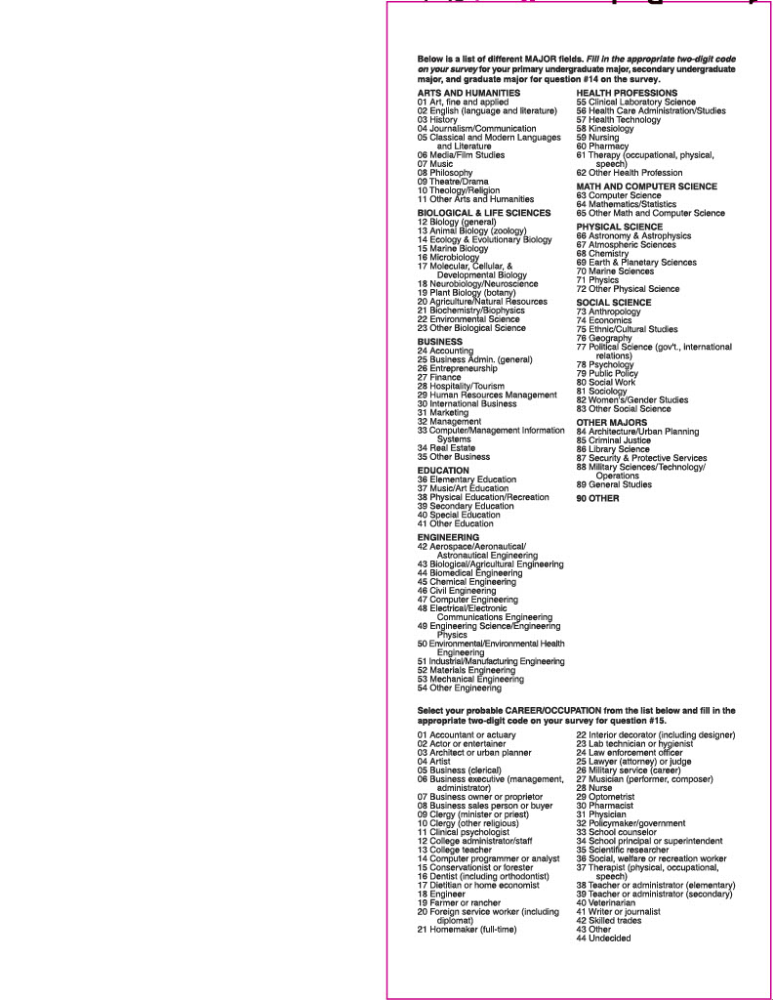 Below is a list of different MAJOR fields. Fill in the appropriate two-digit code
on your survey for your primary undergraduate major, secondary undergraduate
major, and graduate major for question #14 on the survey.
ARTS AND HUMANITIES
01 Art, fine and applied
02 English (language and literature)
03 History
04 Journalism/Communication
05 Classical and Modern Languages
and Literature
06 Media/Film Studies
07 Music
08 Philosophy
09 Theatre/Drama
10 Theology/Religion
11 Other Arts and Humanities
BIOLOGICAL & LIFE SCIENCES
12 Biology (general)
13 Animal Biology (zoology)
14 Ecology & Evolutionary Biology
15 Marine Biology
16 Microbiology
17 Molecular, Cellular, &
Developmental Biology
18 Neurobiology/Neuroscience
19 Plant Biology (botany)
20 Agriculture/Natural Resources
21 Biochemistry/Biophysics
22 Environmental Science
23 Other Biological Science
BUSINESS
24 Accounting
25 Business Admin. (general)
26 Entrepreneurship
27 Finance
28 Hospitality/Tourism
29 Human Resources Management
30 International Business
31 Marketing
32 Management
33 Computer/Management Information
Systems
34 Real Estate
35 Other Business
EDUCATION
36 Elementary Education
37 Music/Art Education
38 Physical Education/Recreation
39 Secondary Education
40 Special Education
41 Other Education
ENGINEERING
42 Aerospace/Aeronautical/
Astronautical Engineering
43 Biological/Agricultural Engineering
44 Biomedical Engineering
45 Chemical Engineering
46 Civil Engineering
47 Computer Engineering
48 Electrical/Electronic
Communications Engineering
49 Engineering Science/Engineering
Physics
50 Environmental/Environmental Health
Engineering
51 Industrial/Manufacturing Engineering
52 Materials Engineering
53 Mechanical Engineering
54 Other Engineering
HEALTH PROFESSIONS
55 Clinical Laboratory Science
56 Health Care Administration/Studies
57 Health Technology
58 Kinesiology
59 Nursing
60 Pharmacy
61 Therapy (occupational, physical,
speech)
62 Other Health Profession
MATH AND COMPUTER SCIENCE
63 Computer Science
64 Mathematics/Statistics
65 Other Math and Computer Science
PHYSICAL SCIENCE
66 Astronomy & Astrophysics
67 Atmospheric Sciences
68 Chemistry
69 Earth & Planetary Sciences
70 Marine Sciences
71 Physics
72 Other Physical Science
SOCIAL SCIENCE
73 Anthropology
74 Economics
75 Ethnic/Cultural Studies
76 Geography
77 Political Science (gov't., international
relations)
78 Psychology
79 Public Policy
80 Social Work
81 Sociology
82 Women's/Gender Studies
83 Other Social Science
OTHER MAJORS
84 Architecture/Urban Planning
85 Criminal Justice
86 Library Science
87 Security & Protective Services
88 Military Sciences/Technology/
Operations
89 General Studies
90 OTHER
Select your probable CAREER/OCCUPATION from the list below and fill in the
appropriate two-digit code on your survey for question #15.
01 Accountant or actuary
02 Actor or entertainer
03 Architect or urban planner
04 Artist
05 Business (clerical)
06 Business executive (management,
administrator)
07 Business owner or proprietor
08 Business sales person or buyer
09 Clergy (minister or priest)
10 Clergy (other religious)
11 Clinical psychologist
12 College administrator/staff
13 College teacher
14 Computer programmer or analyst
15 Conservationist or forester
16 Dentist (including orthodontist)
17 Dietitian or home economist
18 Engineer
19 Farmer or rancher
20 Foreign service worker (including
diplomat)
21 Homemaker (full-time)
22 Interior decorator (including designer)
23 Lab technician or hygienist
24 Law enforcement officer
25 Lawyer (attorney) or judge
26 Military service (career)
27 Musician (performer, composer)
28 Nurse
29 Optometrist
30 Pharmacist
31 Physician
32 Policymaker/government
33 School counselor
34 School principal or superintendent
35 Scientific researcher
36 Social, welfare or recreation worker
37 Therapist (physical, occupational,
speech)
38 Teacher or administrator (elementary)
39 Teacher or administrator (secondary)
40 Veterinarian
41 Writer or journalist
42 Skilled trades
43 Other
44 Undecided